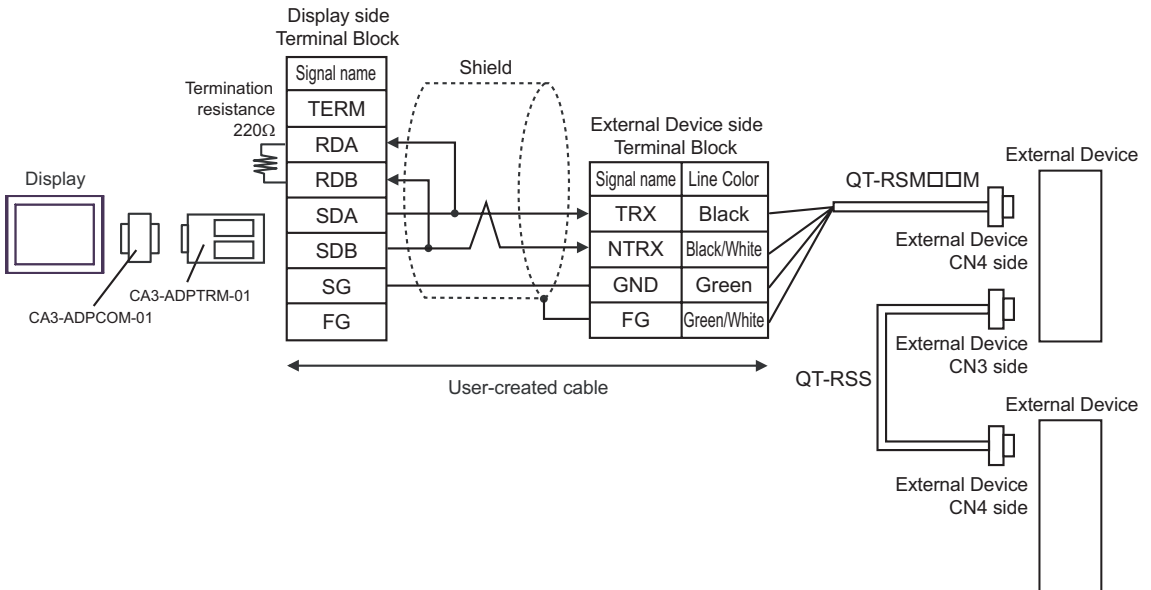 Display side
Terminal Block
Signal name
TERM
RDA
RDB
SDA
SDB
SG
FG
Termination
resistance
220Ω
Shield
Display
CA3-ADPTRM-01
CA3-ADPCOM-01
External Device side
Terminal Block
Signal name Line Color
TRX Black
NTRX Black/White
GND Green
FG Green/White
User-created cable
QT-RSM□□M
External Device
External Device
CN4 side
External Device
CN3 side
QT-RSS
External Device
External Device
CN4 side